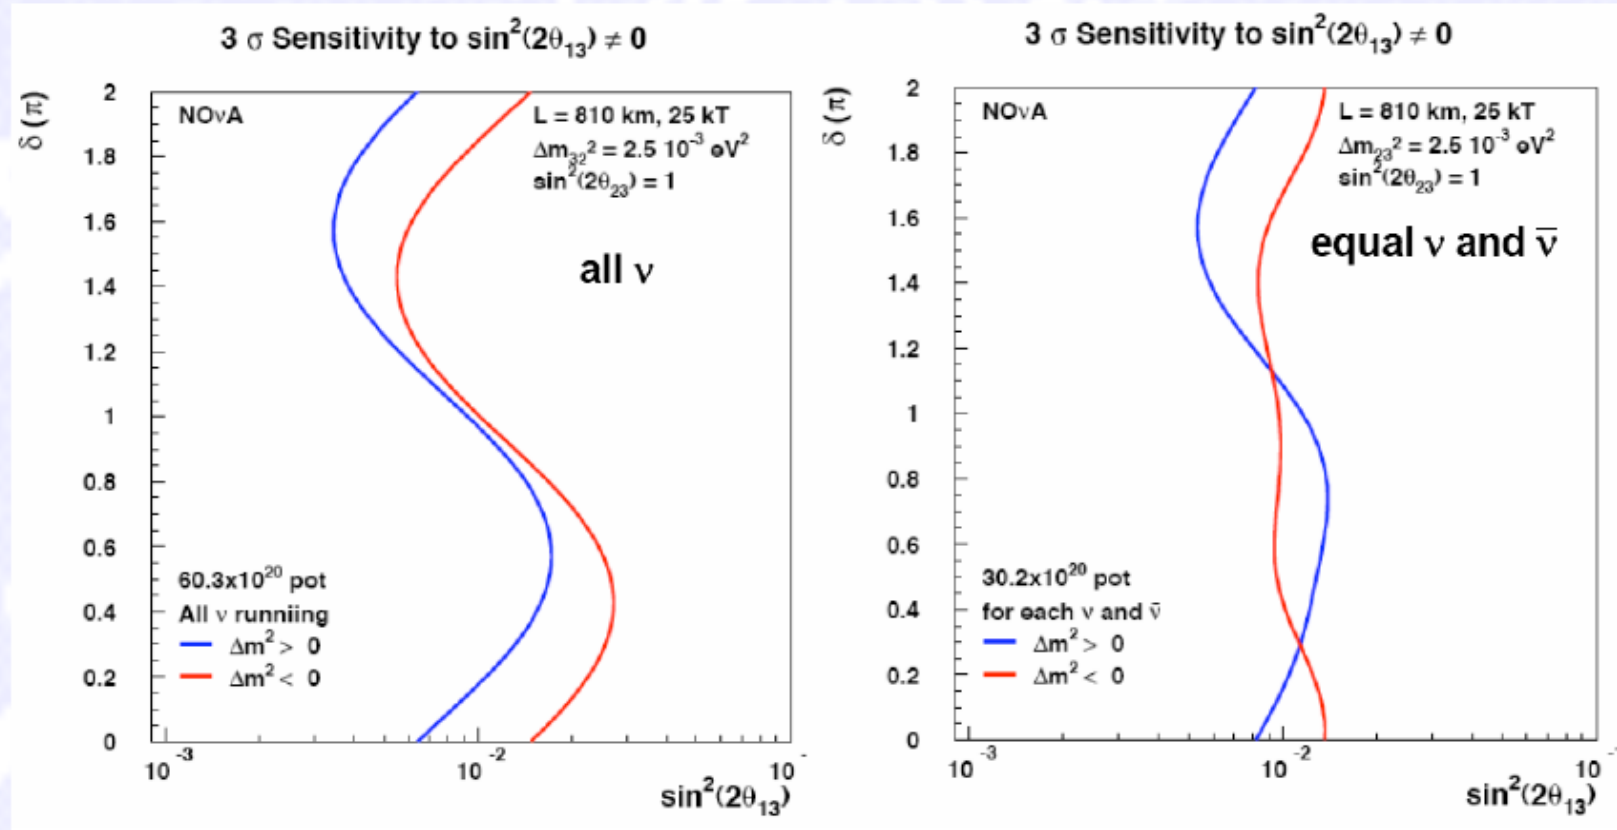 3 σ Sensitivity to sin²(2θ₁₃) ≠ 0
δ (π)
NOνA
L = 810 km, 25 kT
Δm₃₂² = 2.5 10⁻³ eV²
sin²(2θ₂₃) = 1
all ν
60.3x10²⁰ pot
All ν runniing
Δm² > 0
Δm² < 0
2
1.8
1.6
1.4
1.2
1
0.8
0.6
0.4
0.2
0
10⁻³
10⁻²
10⁻
sin²(2θ₁₃)
3 σ Sensitivity to sin²(2θ₁₃) ≠ 0
δ (π)
NOνA
L = 810 km, 25 kT
Δm₂₃² = 2.5 10⁻³ eV²
sin²(2θ₂₃) = 1
equal ν and ν̄
30.2x10²⁰ pot
for each ν and ν̄
Δm² > 0
Δm² < 0
2
1.8
1.6
1.4
1.2
1
0.8
0.6
0.4
0.2
0
10⁻³
10⁻²
10⁻
sin²(2θ₁₃)